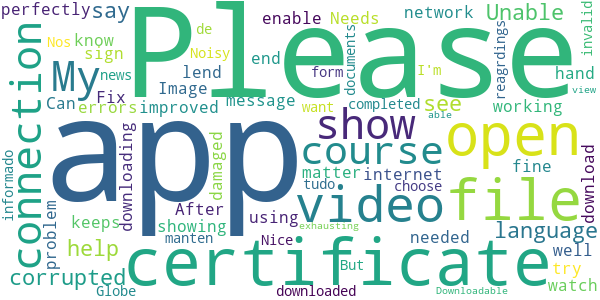 perfectly say de enable Needs network Unable invalid
Nos know Noisy end documents
My Please
news sign lend Image form I'm see hand view
Can Fix message
errors improved want completed able reagrdings working
connection app show open
downloading damaged course fine
matter internet download
informado problem keeps After using tudo choose video file
showing exhausting language
help manten Nice But needed well
corrupted certificate try watch
Globe downloaded Downloadable